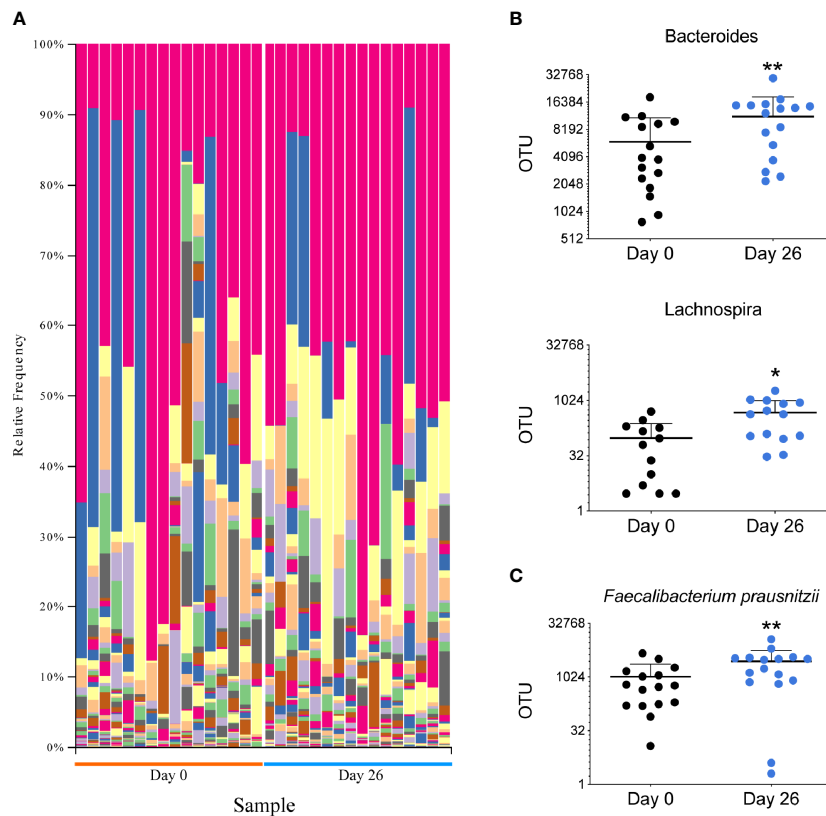 A
100%
90%
80%
70%
60%
50%
40%
30%
20%
10%
0%
Relative Frequency
Day 0
Day 26
Sample
B
Bacteroides
**
32768
16384
8192
4096
2048
1024
512
OTU
Day 0
Day 26
Lachnospira
*
32768
1024
32
1
OTU
Day 0
Day 26
C
Faecalibacterium prausnitzii
**
32768
1024
32
1
OTU
Day 0
Day 26